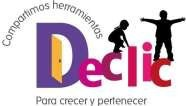 Compartimos herramientas
Declic
Para crecer y pertenecer